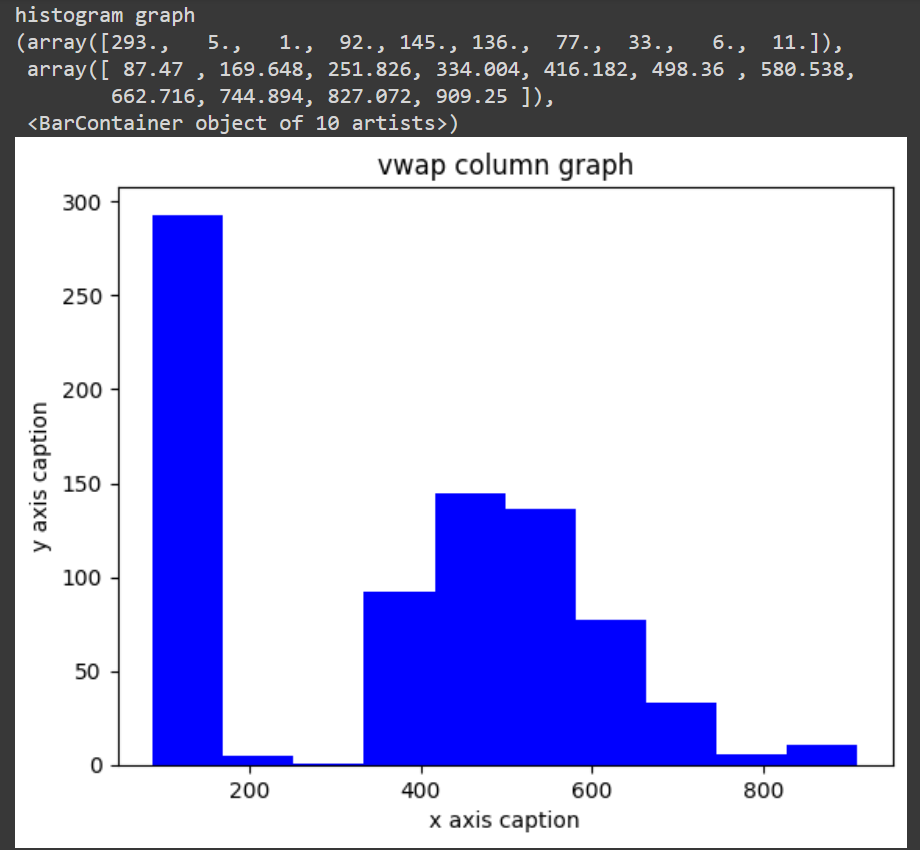 histogram graph
(array([293.,   5.,   1.,  92., 145., 136.,  77.,  33.,   6.,  11.]),
 array([ 87.47 , 169.648, 251.826, 334.004, 416.182, 498.36 , 580.538,
        662.716, 744.894, 827.072, 909.25 ]),
 <BarContainer object of 10 artists>)
vwap column graph
300
250
200
150
100
50
0
y axis caption
200 400 600 800
x axis caption